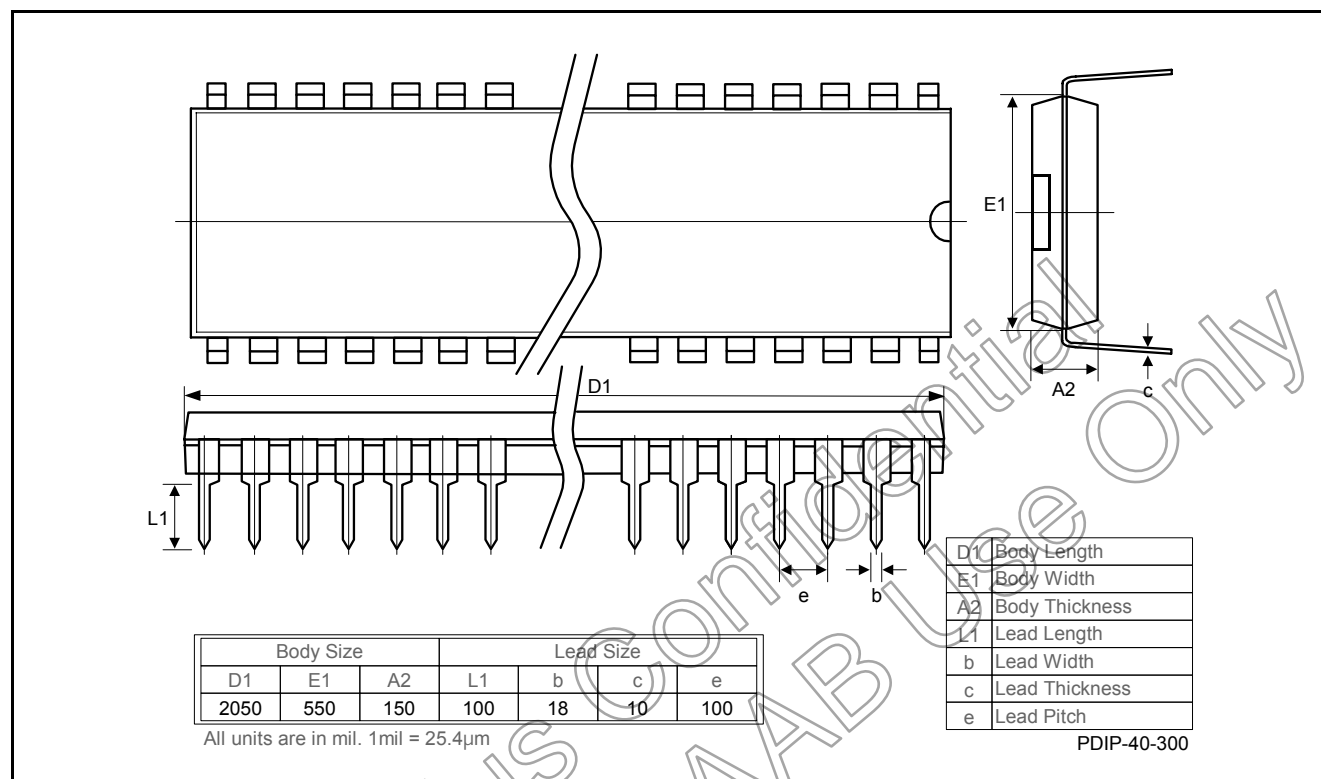 E1
A2
c
D1
L1
e
b
D1 Body Length
E1 Body Width
A2 Body Thickness
L1 Lead Length
b Lead Width
c Lead Thickness
e Lead Pitch
PDIP-40-300
Body Size Lead Size
D1 E1 A2 L1 b c e
2050 550 150 100 18 10 100
All units are in mil. 1mil = 25.4µm
us Confidential
AAB Use Only